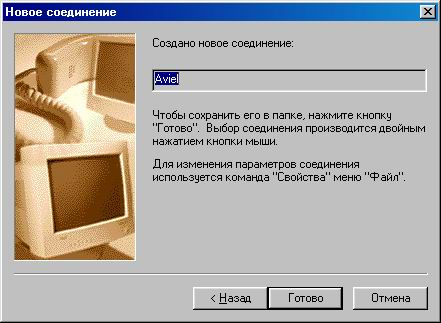 Новое соединение
Создано новое соединение:
Aviel
Чтобы сохранить его в папке, нажмите кнопку
"Готово". Выбор соединения производится двойным
нажатием кнопки мыши.
Для изменения параметров соединения
используется команда "Свойства" меню "Файл".
< Назад
Готово
Отмена